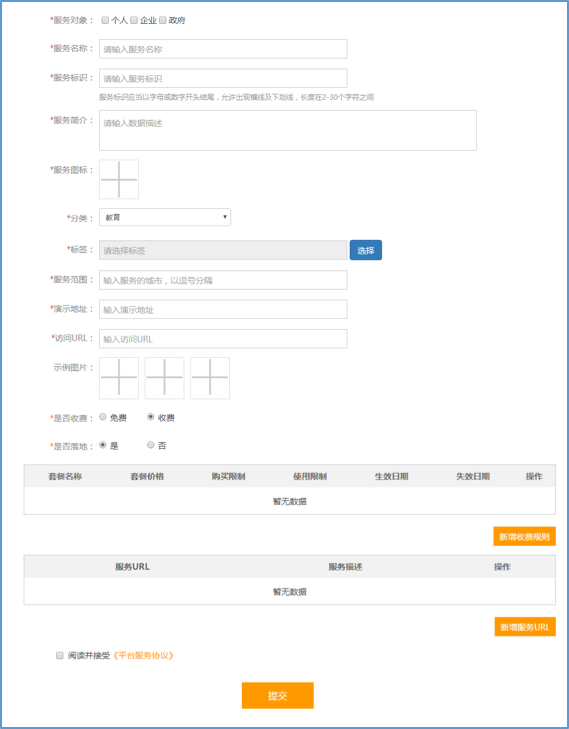 *服务对象： 个人 企业 政府
*服务名称： 请输入服务名称
*服务标识： 请输入服务标识
服务标识应当以字母或数字开头结尾，允许出现横线及下划线，长度在2-30个字符之间
*服务简介： 请输入数据描述
*服务图标：
*分类： 教育
*标签： 请选择标签 选择
*服务范围： 输入服务的城市，以逗号分隔
*演示地址： 输入演示地址
*访问URL： 输入访问URL
示例图片：
*是否收费： 免费 收费
*是否落地： 是 否
套餐名称 套餐价格 购买限制 使用限制 生效日期 失效日期 操作
暂无数据
新增收费规则
服务URL 服务描述 操作
暂无数据
新增服务URL
阅读并接受《平台服务协议》
提交